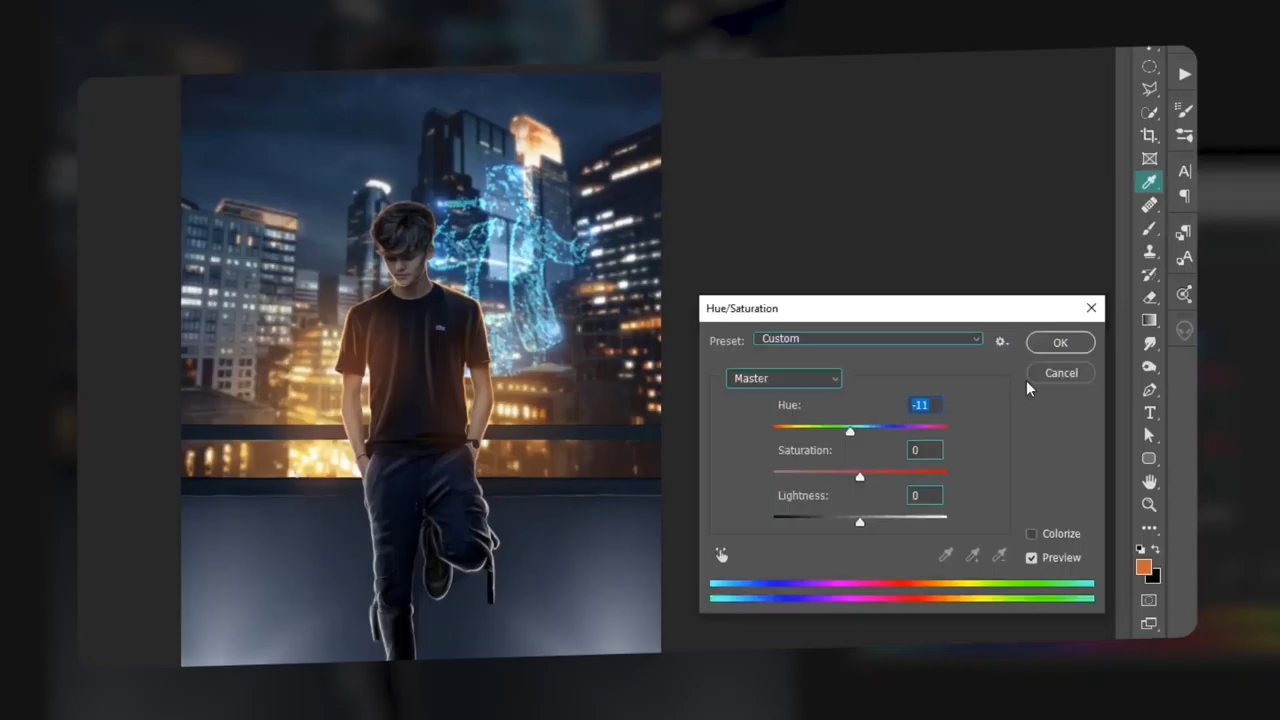 Hue/Saturation
Preset:
Custom
OK
Master
Cancel
Hue:
-11
Saturation:
0
Lightness:
0
Colorize
Preview